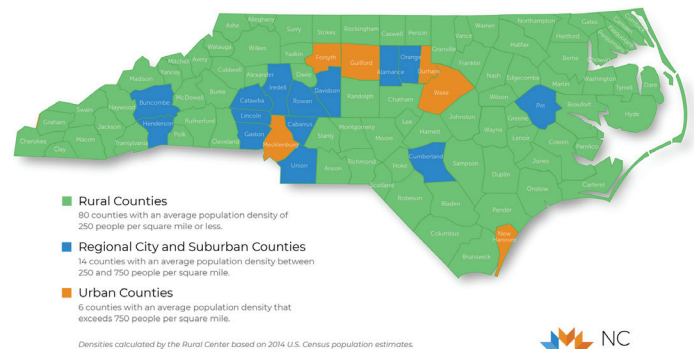 Ashe
Alleghany
Surry
Stokes
Rockingham
Caswell
Person
Vance
Warren
Northampton
Gates
Hertford
Halifax
Granville
Watauga
Wilkes
Yadkin
Forsyth
Guilford
Alamance
Orange
Durham
Franklin
Nash
Edgecombe
Bertie
Martin
Washington
Tyrrell
Dare
Mitchell
Avery
Yancey
Caldwell
Alexander
Davie
Iredell
Davidson
Randolph
Chatham
Wake
Wilson
Pitt
Beaufort
Hyde
Madison
Buncombe
McDowell
Burke
Catawba
Rowan
Johnston
Greene
Haywood
Swain
Graham
Jackson
Henderson
Rutherford
Lincoln
Cabarrus
Lee
Harnett
Wayne
Lenoir
Craven
Pamlico
Cherokee
Clay
Macon
Transylvania
Polk
Cleveland
Gaston
Mecklenburg
Stanly
Montgomery
Moore
Cumberland
Sampson
Duplin
Jones
Carteret
Union
Anson
Richmond
Hoke
Scotland
Robeson
Bladen
Pender
Onslow
Columbus
Brunswick
New
Hanover
Rural Counties
80 counties with an average population density of
250 people per square mile or less.
Regional City and Suburban Counties
14 counties with an average population density between
250 and 750 people per square mile.
Urban Counties
6 counties with an average population density that
exceeds 750 people per square mile.
Densities calculated by the Rural Center based on 2014 U.S. Census population estimates.
NC